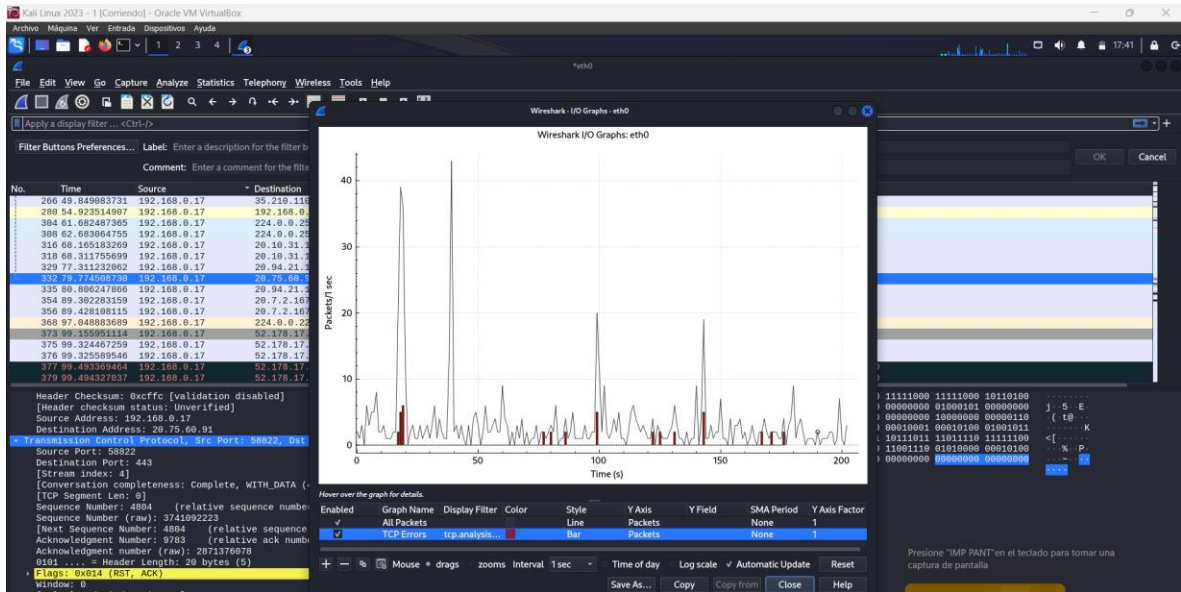 Kali Linux 2023 - 1 [Corriendo] - Oracle VM VirtualBox
Archivo Máquina Ver Entrada Dispositivos Ayuda
1 2 3 4
17:41
*eth0
File Edit View Go Capture Analyze Statistics Telephony Wireless Tools Help
Apply a display filter ... <Ctrl-/>
Filter Buttons Preferences... Label: Enter a description for the filter b
Comment: Enter a comment for the filte
OK Cancel
No. Time Source Destination
266 49.849083731 192.168.0.17 35.210.110
280 54.923514907 192.168.0.17 192.168.0.
304 61.682487365 192.168.0.17 224.0.0.25
308 62.683064755 192.168.0.17 224.0.0.25
316 68.165183269 192.168.0.17 20.10.31.1
318 68.311755699 192.168.0.17 20.10.31.1
329 77.311232062 192.168.0.17 20.94.21.1
332 79.774508730 192.168.0.17 20.75.60.9
335 80.806247866 192.168.0.17 20.94.21.1
354 89.302283159 192.168.0.17 20.7.2.167
356 89.428108115 192.168.0.17 20.7.2.167
368 97.048883689 192.168.0.17 224.0.0.22
373 99.155951114 192.168.0.17 52.178.17.
375 99.324467259 192.168.0.17 52.178.17.
376 99.325589546 192.168.0.17 52.178.17.
377 99.493369464 192.168.0.17 52.178.17.
379 99.494327037 192.168.0.17 52.178.17.
Header Checksum: 0xcffc [validation disabled]
[Header checksum status: Unverified]
Source Address: 192.168.0.17
Destination Address: 20.75.60.91
Transmission Control Protocol, Src Port: 58822, Dst
Source Port: 58822
Destination Port: 443
[Stream index: 4]
[Conversation completeness: Complete, WITH_DATA (
[TCP Segment Len: 0]
Sequence Number: 4804 (relative sequence number
Sequence Number (raw): 3741092223
[Next Sequence Number: 4804 (relative sequence
Acknowledgment Number: 9783 (relative ack numbe
Acknowledgment number (raw): 2871376078
0101 .... = Header Length: 20 bytes (5)
Flags: 0x014 (RST, ACK)
Window: 0
Wireshark · I/O Graphs · eth0
Wireshark I/O Graphs: eth0
Packets/1 sec
40
30
20
10
0
0 50 100 150 200
Time (s)
Hover over the graph for details.
Enabled Graph Name Display Filter Color Style Y Axis Y Field SMA Period Y Axis Factor
All Packets Line Packets None 1
TCP Errors tcp.analysis... Bar Packets None 1
Mouse drags zooms Interval 1 sec Time of day Log scale Automatic Update Reset
Save As... Copy Copy from Close Help
11111000 11111000 10110100
00000000 01000101 00000000 j··5··E·
00000000 10000000 00000110 ·(·t@···
00010001 00010100 01001011 ·······K
10111011 11011110 11111100 <[······
11001110 01010000 00010100 ···%··P·
00000000 00000000 00000000
Presione "IMP PANT"en el teclado para tomar una
captura de pantalla